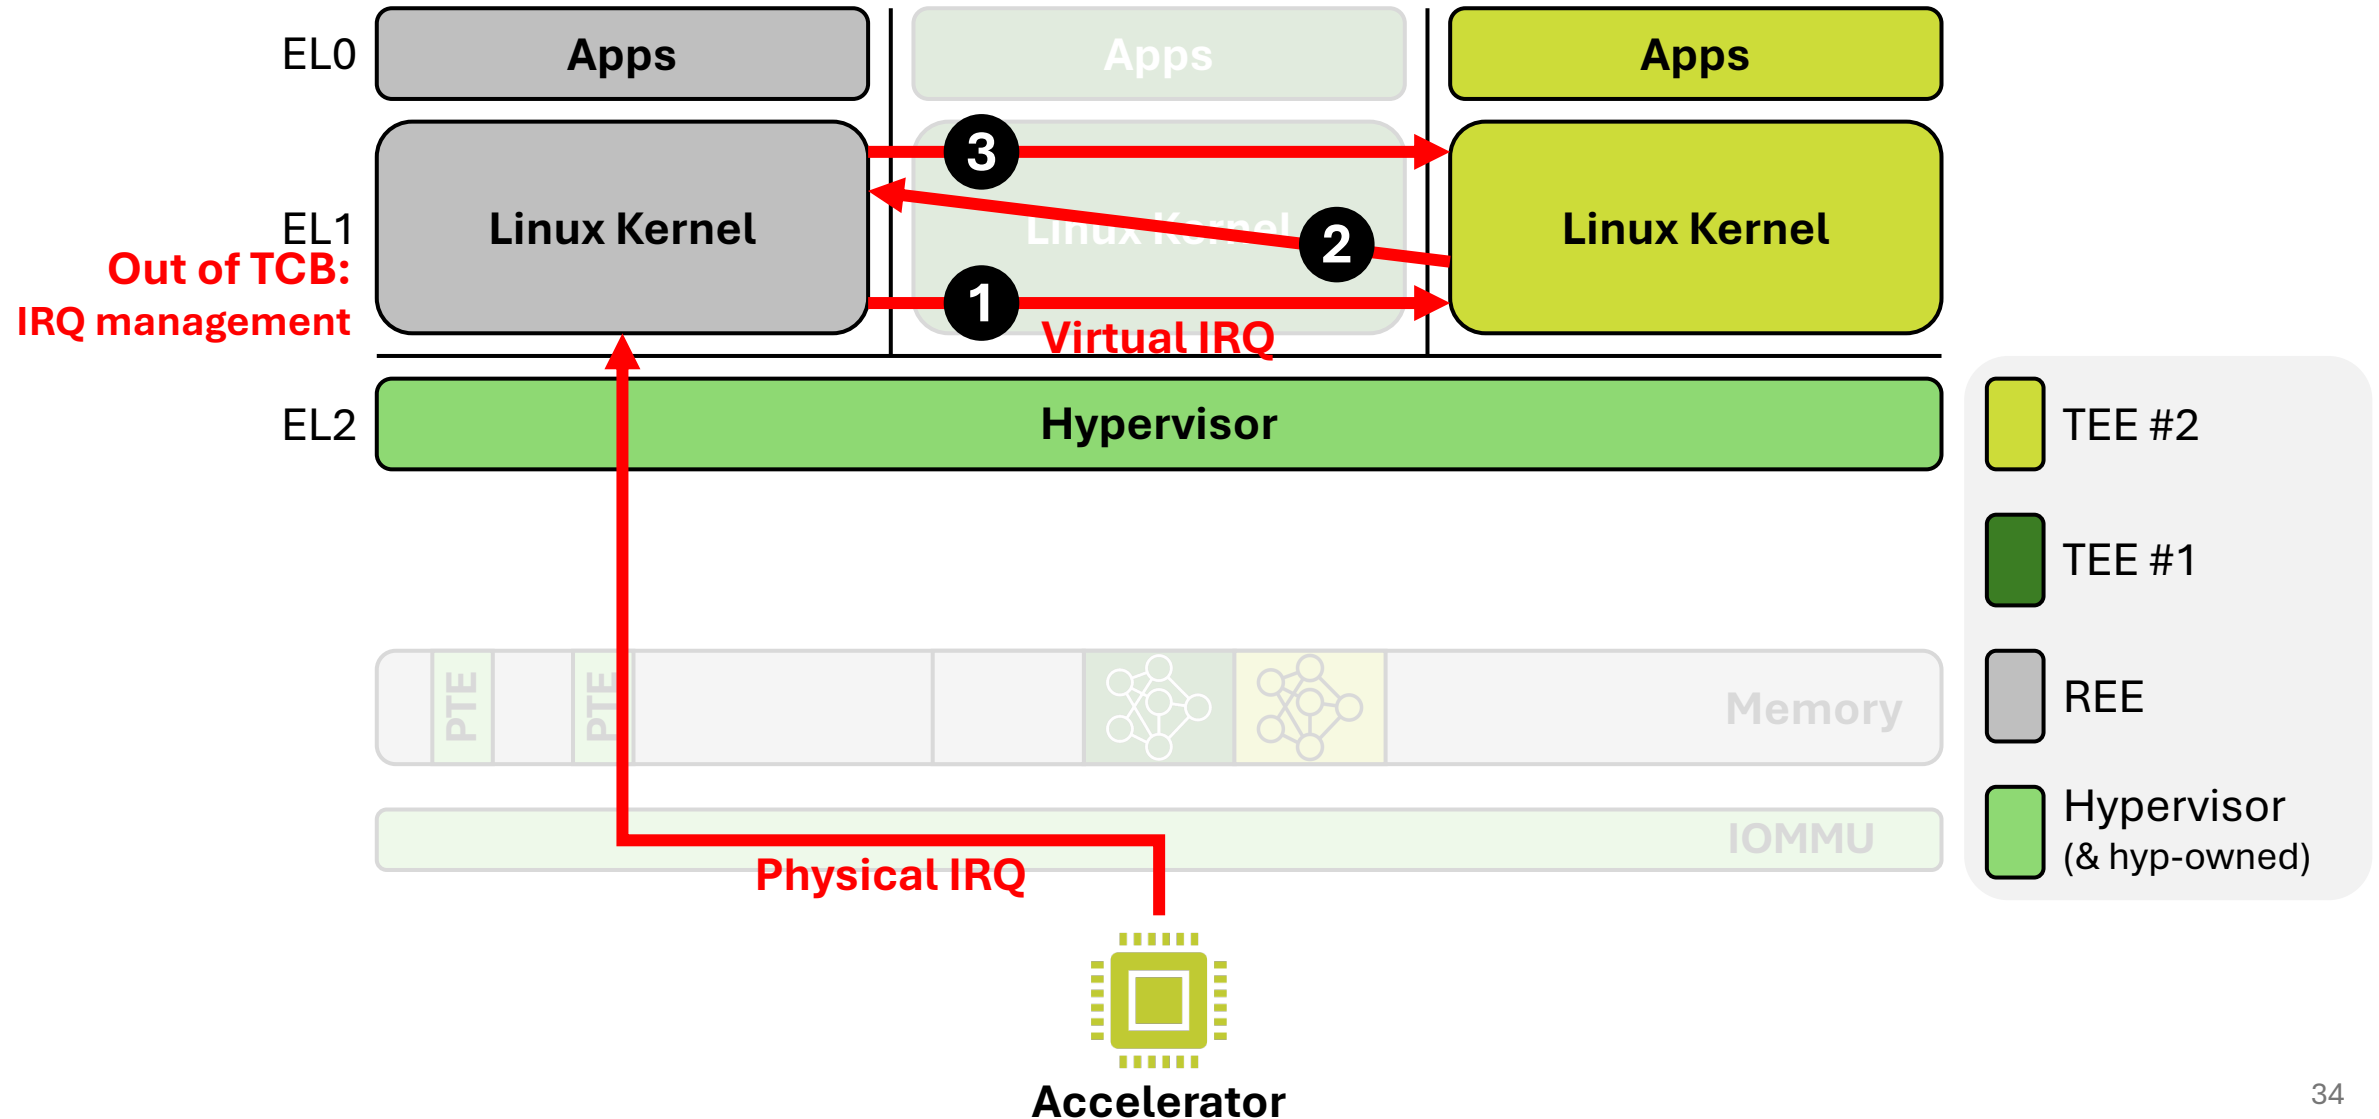 EL0
Apps
Apps
Apps
3
EL1
Linux Kernel
Linux Kernel
Linux Kernel
2
Out of TCB:
IRQ management
1
Virtual IRQ
EL2
Hypervisor
TEE #2
TEE #1
REE
Hypervisor
(& hyp-owned)
PTE
PTE
Memory
IOMMU
Physical IRQ
Accelerator
34